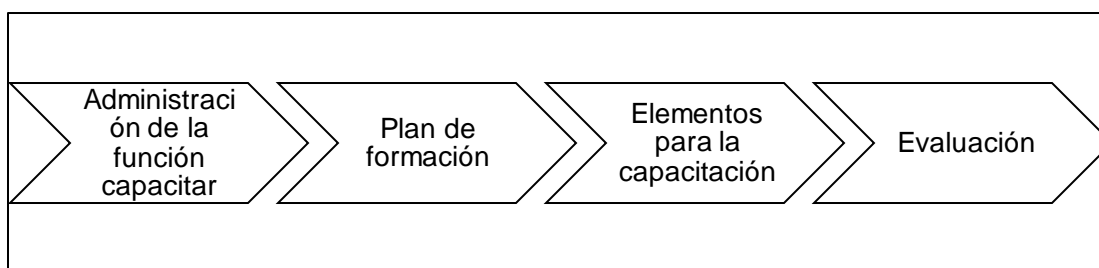 Administraci
ón de la
función
capacitar
Plan de
formación
Elementos
para la
capacitación
Evaluación